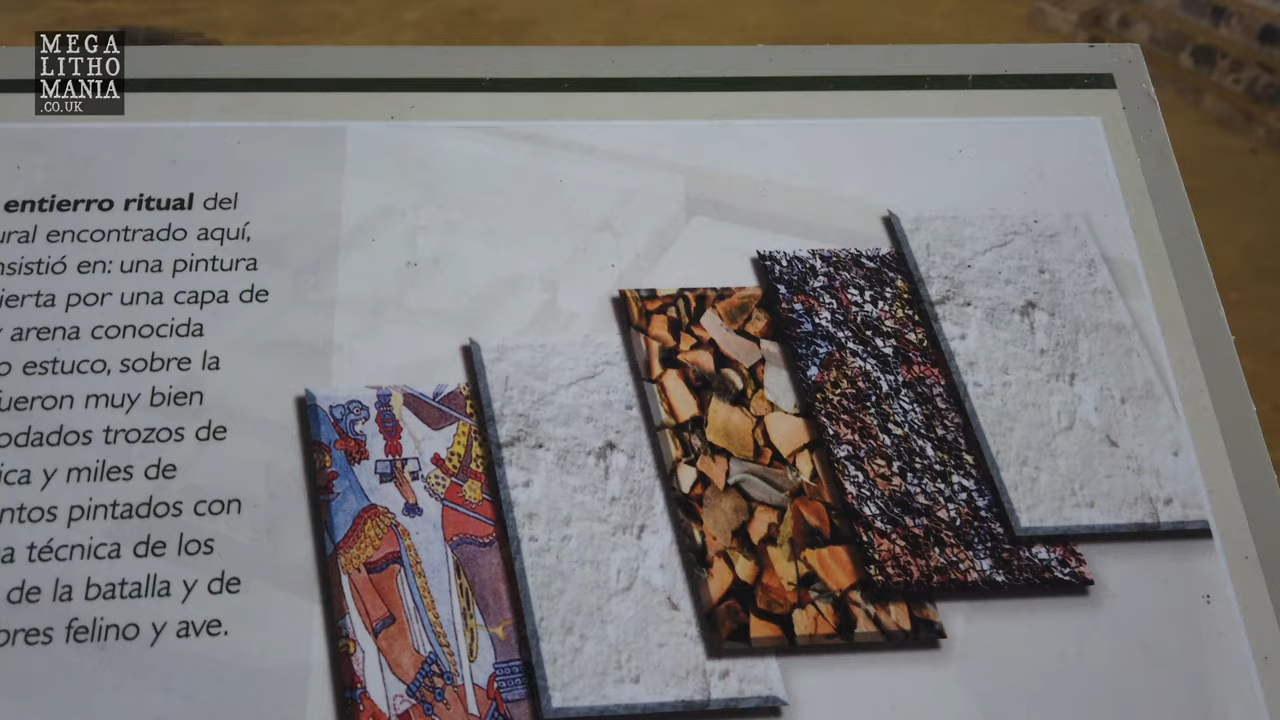 MEGA
LITHO
MANIA
.CO.UK
entierro ritual del
ural encontrado aquí,
nsistió en: una pintura
ierta por una capa de
y arena conocida
o estuco, sobre la
ueron muy bien
odados trozos de
ica y miles de
ntos pintados con
a técnica de los
de la batalla y de
ores felino y ave.